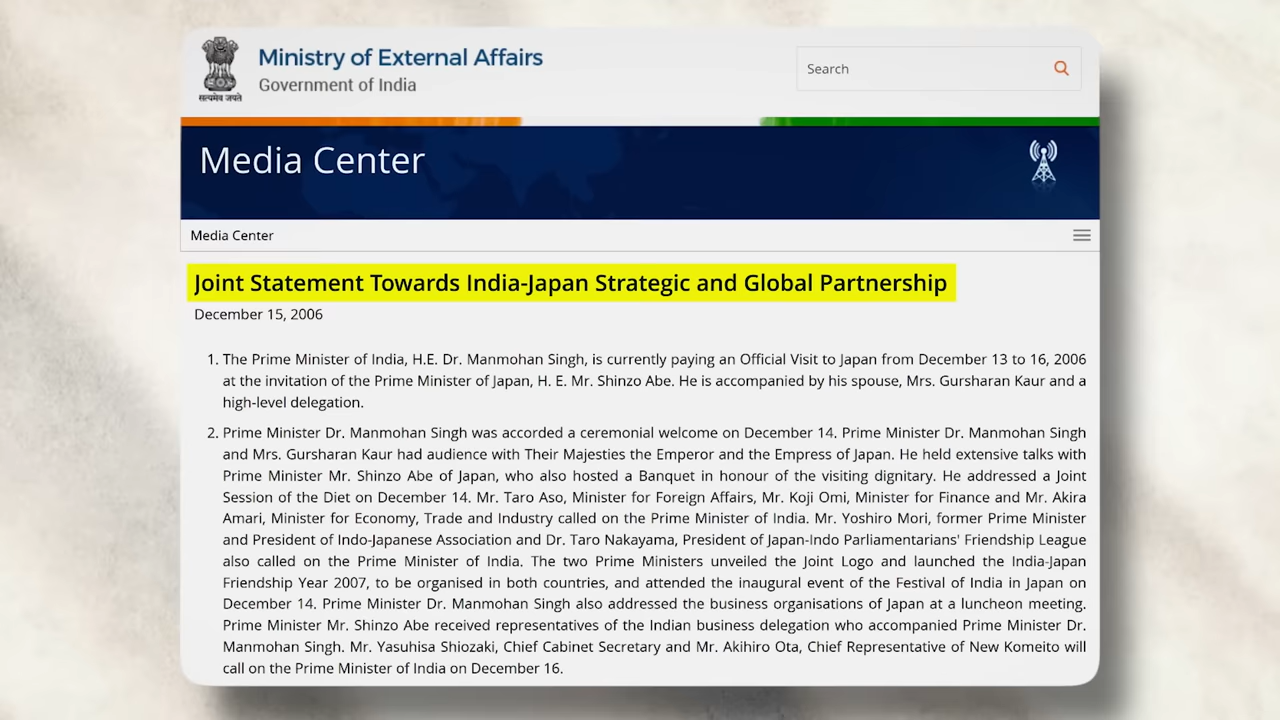 Ministry of External Affairs
Government of India
सत्यमेव जयते
Search
Media Center
Media Center
Joint Statement Towards India-Japan Strategic and Global Partnership
December 15, 2006
1. The Prime Minister of India, H.E. Dr. Manmohan Singh, is currently paying an Official Visit to Japan from December 13 to 16, 2006
at the invitation of the Prime Minister of Japan, H. E. Mr. Shinzo Abe. He is accompanied by his spouse, Mrs. Gursharan Kaur and a
high-level delegation.
2. Prime Minister Dr. Manmohan Singh was accorded a ceremonial welcome on December 14. Prime Minister Dr. Manmohan Singh
and Mrs. Gursharan Kaur had audience with Their Majesties the Emperor and the Empress of Japan. He held extensive talks with
Prime Minister Mr. Shinzo Abe of Japan, who also hosted a Banquet in honour of the visiting dignitary. He addressed a Joint
Session of the Diet on December 14. Mr. Taro Aso, Minister for Foreign Affairs, Mr. Koji Omi, Minister for Finance and Mr. Akira
Amari, Minister for Economy, Trade and Industry called on the Prime Minister of India. Mr. Yoshiro Mori, former Prime Minister
and President of Indo-Japanese Association and Dr. Taro Nakayama, President of Japan-Indo Parliamentarians' Friendship League
also called on the Prime Minister of India. The two Prime Ministers unveiled the Joint Logo and launched the India-Japan
Friendship Year 2007, to be organised in both countries, and attended the inaugural event of the Festival of India in Japan on
December 14. Prime Minister Dr. Manmohan Singh also addressed the business organisations of Japan at a luncheon meeting.
Prime Minister Mr. Shinzo Abe received representatives of the Indian business delegation who accompanied Prime Minister Dr.
Manmohan Singh. Mr. Yasuhisa Shiozaki, Chief Cabinet Secretary and Mr. Akihiro Ota, Chief Representative of New Komeito will
call on the Prime Minister of India on December 16.